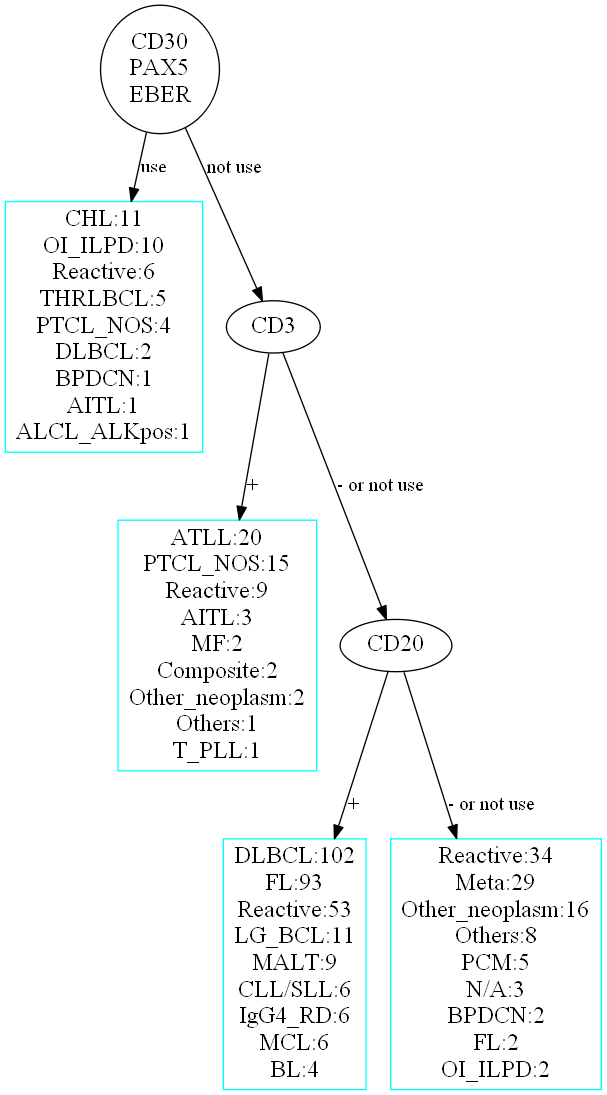 CD30
PAX5
EBER
use
not use
CHL:11
OI_ILPD:10
Reactive:6
THRLBCL:5
PTCL_NOS:4
DLBCL:2
BPDCN:1
AITL:1
ALCL_ALKpos:1
CD3
+
- or not use
ATLL:20
PTCL_NOS:15
Reactive:9
AITL:3
MF:2
Composite:2
Other_neoplasm:2
Others:1
T_PLL:1
CD20
+
- or not use
DLBCL:102
FL:93
Reactive:53
LG_BCL:11
MALT:9
CLL/SLL:6
IgG4_RD:6
MCL:6
BL:4
Reactive:34
Meta:29
Other_neoplasm:16
Others:8
PCM:5
N/A:3
BPDCN:2
FL:2
OI_ILPD:2